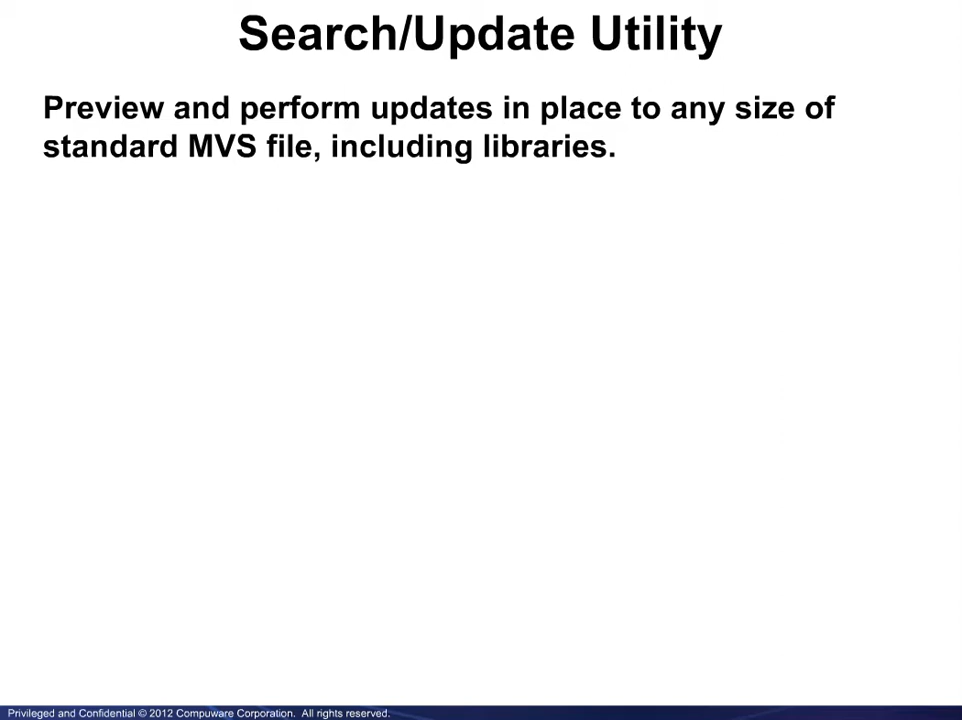 Search/Update Utility
Preview and perform updates in place to any size of
standard MVS file, including libraries.
Privileged and Confidential © 2012 Compuware Corporation. All rights reserved.